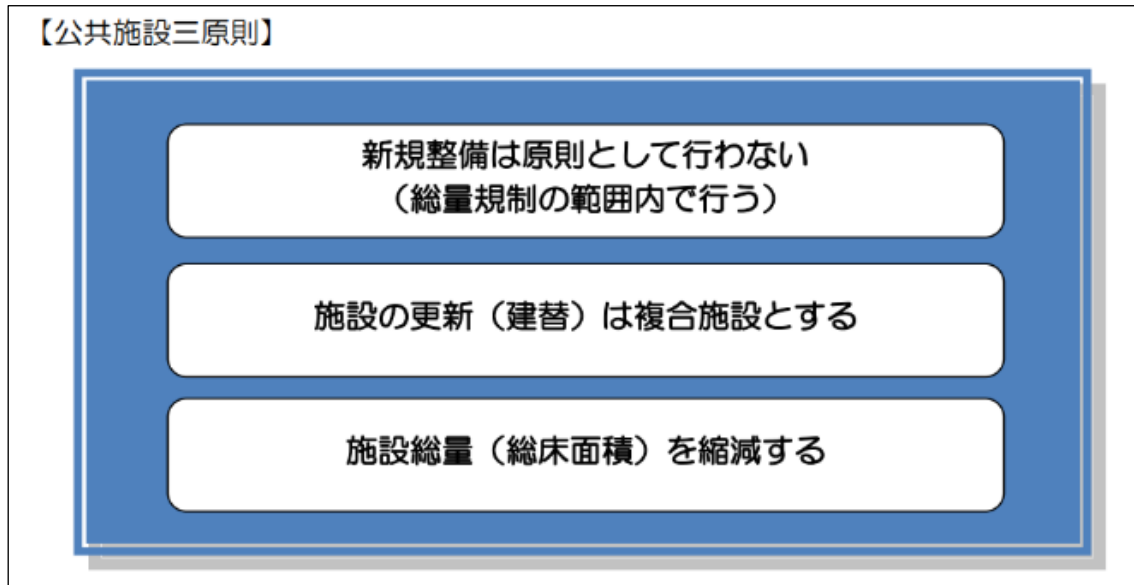 【公共施設三原則】
新規整備は原則として行わない
（総量規制の範囲内で行う）
施設の更新（建替）は複合施設とする
施設総量（総床面積）を縮減する